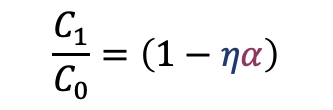 C₁/C₀ = (1 − ηα)